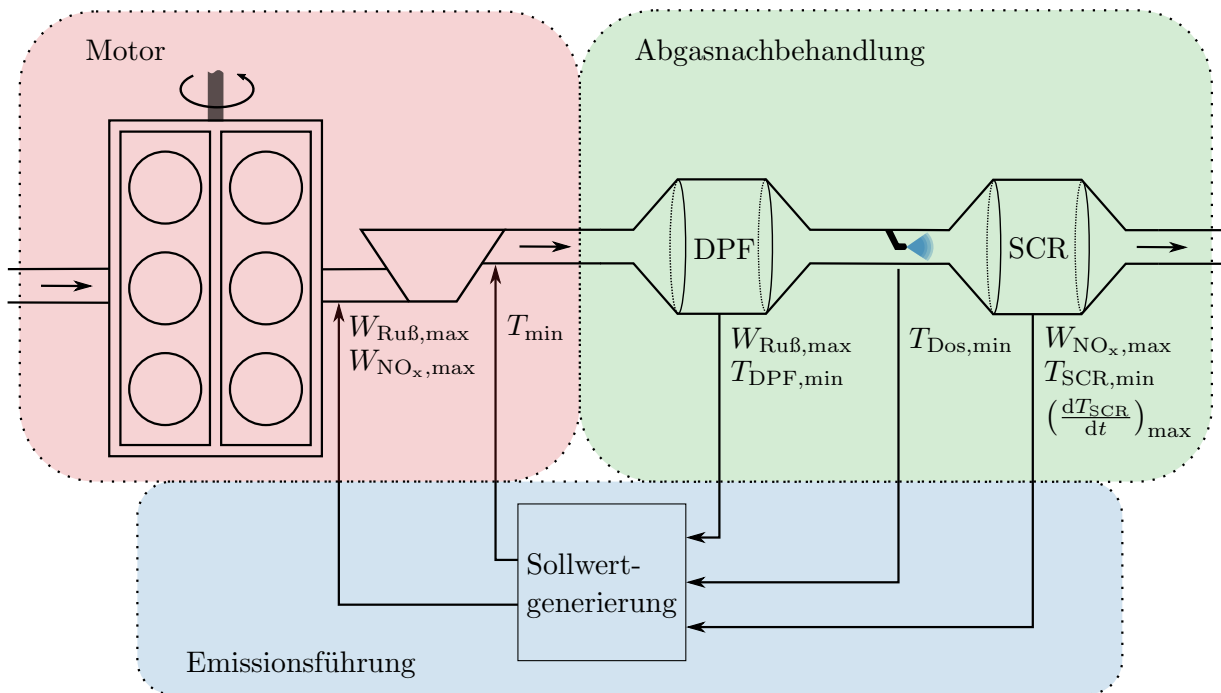 Motor
Abgasnachbehandlung
DPF
SCR
W_Ruß,max
W_NOx,max
T_min
W_Ruß,max
T_DPF,min
T_Dos,min
W_NOx,max
T_SCR,min
(dT_SCR/dt)_max
Sollwert-
generierung
Emissionsführung